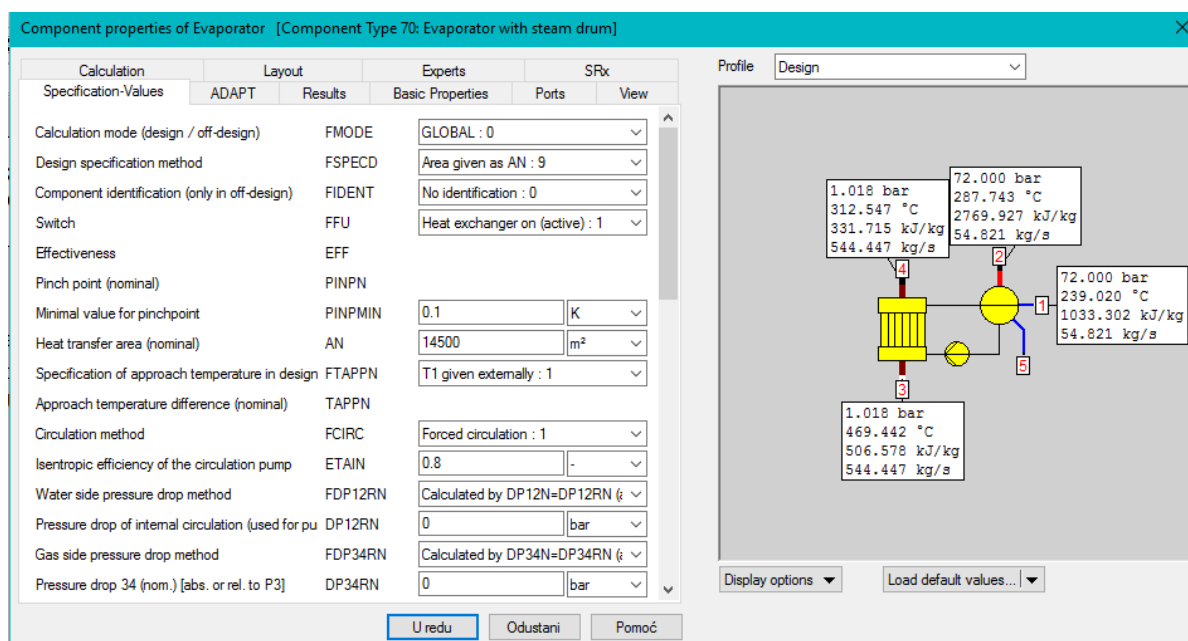 Component properties of Evaporator [Component Type 70: Evaporator with steam drum]
Calculation Layout Experts SRx
Specification-Values ADAPT Results Basic Properties Ports View
Calculation mode (design / off-design) FMODE GLOBAL : 0
Design specification method FSPECD Area given as AN : 9
Component identification (only in off-design) FIDENT No identification : 0
Switch FFU Heat exchanger on (active) : 1
Effectiveness EFF
Pinch point (nominal) PINPN
Minimal value for pinchpoint PINPMIN 0.1 K
Heat transfer area (nominal) AN 14500 m²
Specification of approach temperature in design FTAPPN T1 given externally : 1
Approach temperature difference (nominal) TAPPN
Circulation method FCIRC Forced circulation : 1
Isentropic efficiency of the circulation pump ETAIN 0.8 -
Water side pressure drop method FDP12RN Calculated by DP12N=DP12RN (a
Pressure drop of internal circulation (used for pu DP12RN 0 bar
Gas side pressure drop method FDP34RN Calculated by DP34N=DP34RN (a
Pressure drop 34 (nom.) [abs. or rel. to P3] DP34RN 0 bar
U redu Odustani Pomoć
Profile Design
72.000 bar
287.743 °C
2769.927 kJ/kg
54.821 kg/s
1.018 bar
312.547 °C
331.715 kJ/kg
544.447 kg/s
2
4
72.000 bar
239.020 °C
1033.302 kJ/kg
54.821 kg/s
1
5
3
1.018 bar
469.442 °C
506.578 kJ/kg
544.447 kg/s
Display options Load default values...